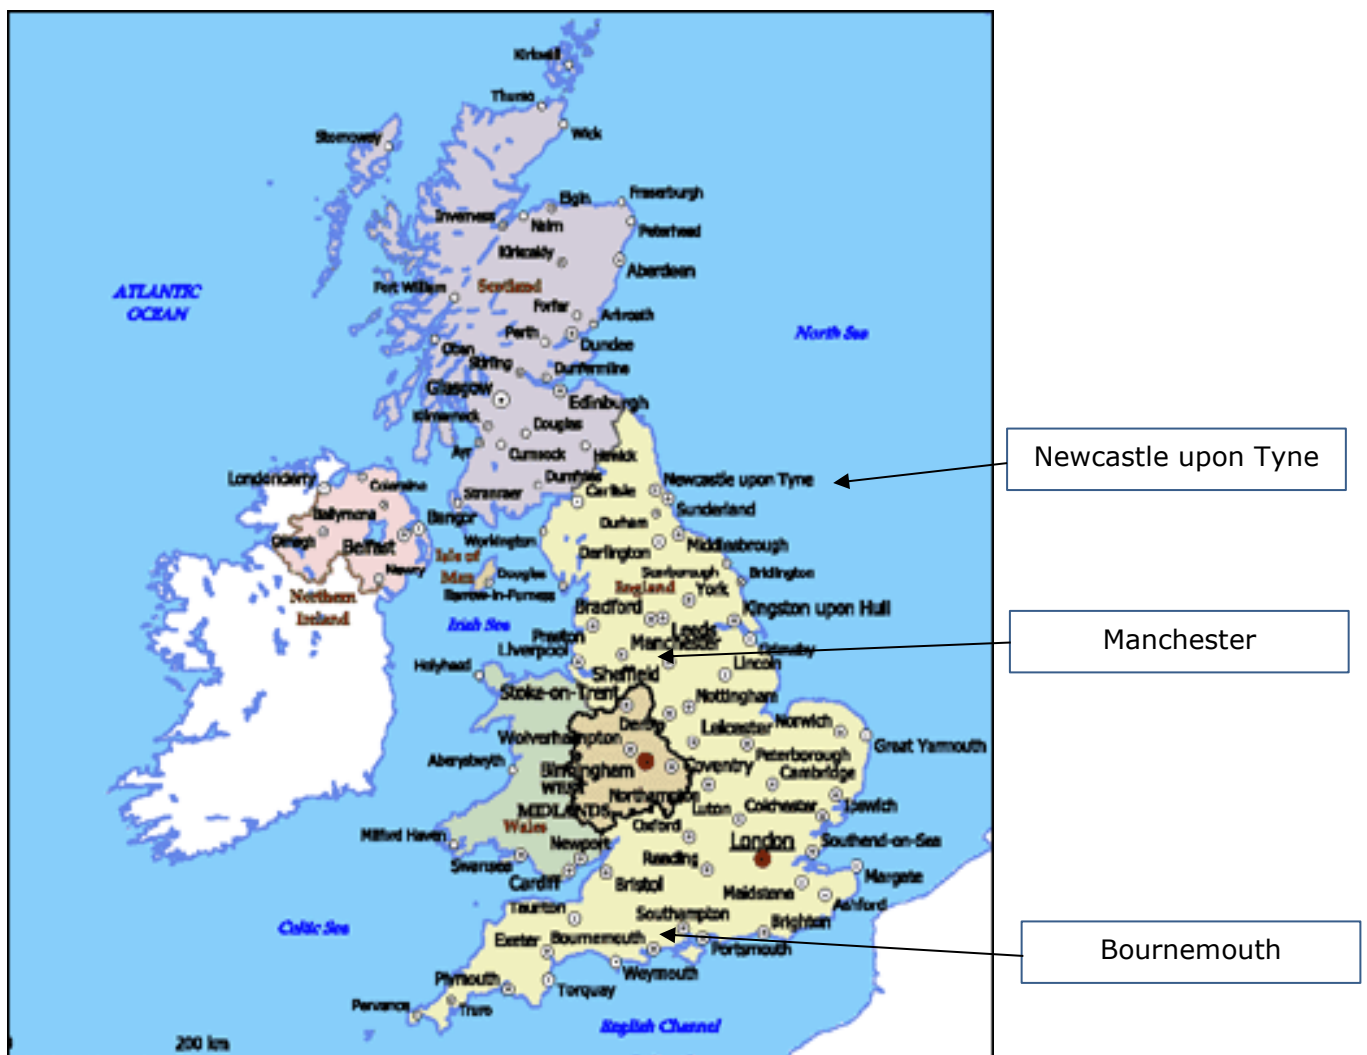 Kirkwall
Thurso
Wick
Stornoway
Elgin
Fraserburgh
Inverness
Nairn
Peterhead
Kirkcaldy
Aberdeen
Fort William
Scotland
ATLANTIC
OCEAN
Forfar
Arbroath
North Sea
Perth
Dundee
Oban
Stirling
Dunfermline
Glasgow
Edinburgh
Kilmarnock
Douglas
Ayr
Cumnock
Hawick
Newcastle upon Tyne
Londonderry
Coleraine
Dumfries
Newcastle upon Tyne
Stranraer
Carlisle
Sunderland
Ballymena
Bangor
Durham
Omagh
Belfast
Workington
Middlesbrough
Darlington
Isle of
Man
Newry
Douglas
Scarborough
Bridlington
Northern
Ireland
Barrow-in-Furness
England
York
Bradford
Kingston upon Hull
Irish Sea
Preston
Leeds
Manchester
Manchester
Liverpool
Grimsby
Holyhead
Sheffield
Lincoln
Stoke-on-Trent
Nottingham
Derby
Leicester
Norwich
Wolverhampton
Great Yarmouth
Peterborough
Aberystwyth
Birmingham
Coventry
Cambridge
WEST
MIDLANDS
Northampton
Luton
Colchester
Ipswich
Wales
Oxford
Milford Haven
Newport
London
Southend-on-Sea
Swansea
Reading
Cardiff
Bristol
Margate
Maidstone
Ashford
Taunton
Southampton
Brighton
Celtic Sea
Exeter
Bournemouth
Portsmouth
Bournemouth
Weymouth
Plymouth
Torquay
Penzance
Truro
English Channel
200 km